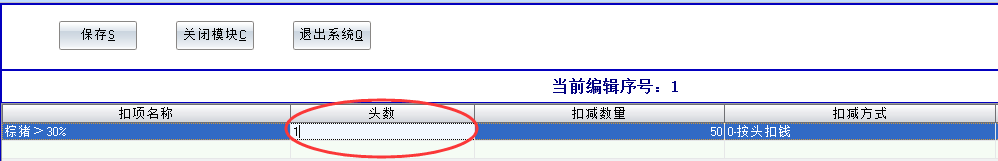 保存S 关闭模块C 退出系统Q
当前编辑序号：1
扣项名称 头数 扣减数量 扣减方式
棕猪＞30% 1 50 0-按头扣钱